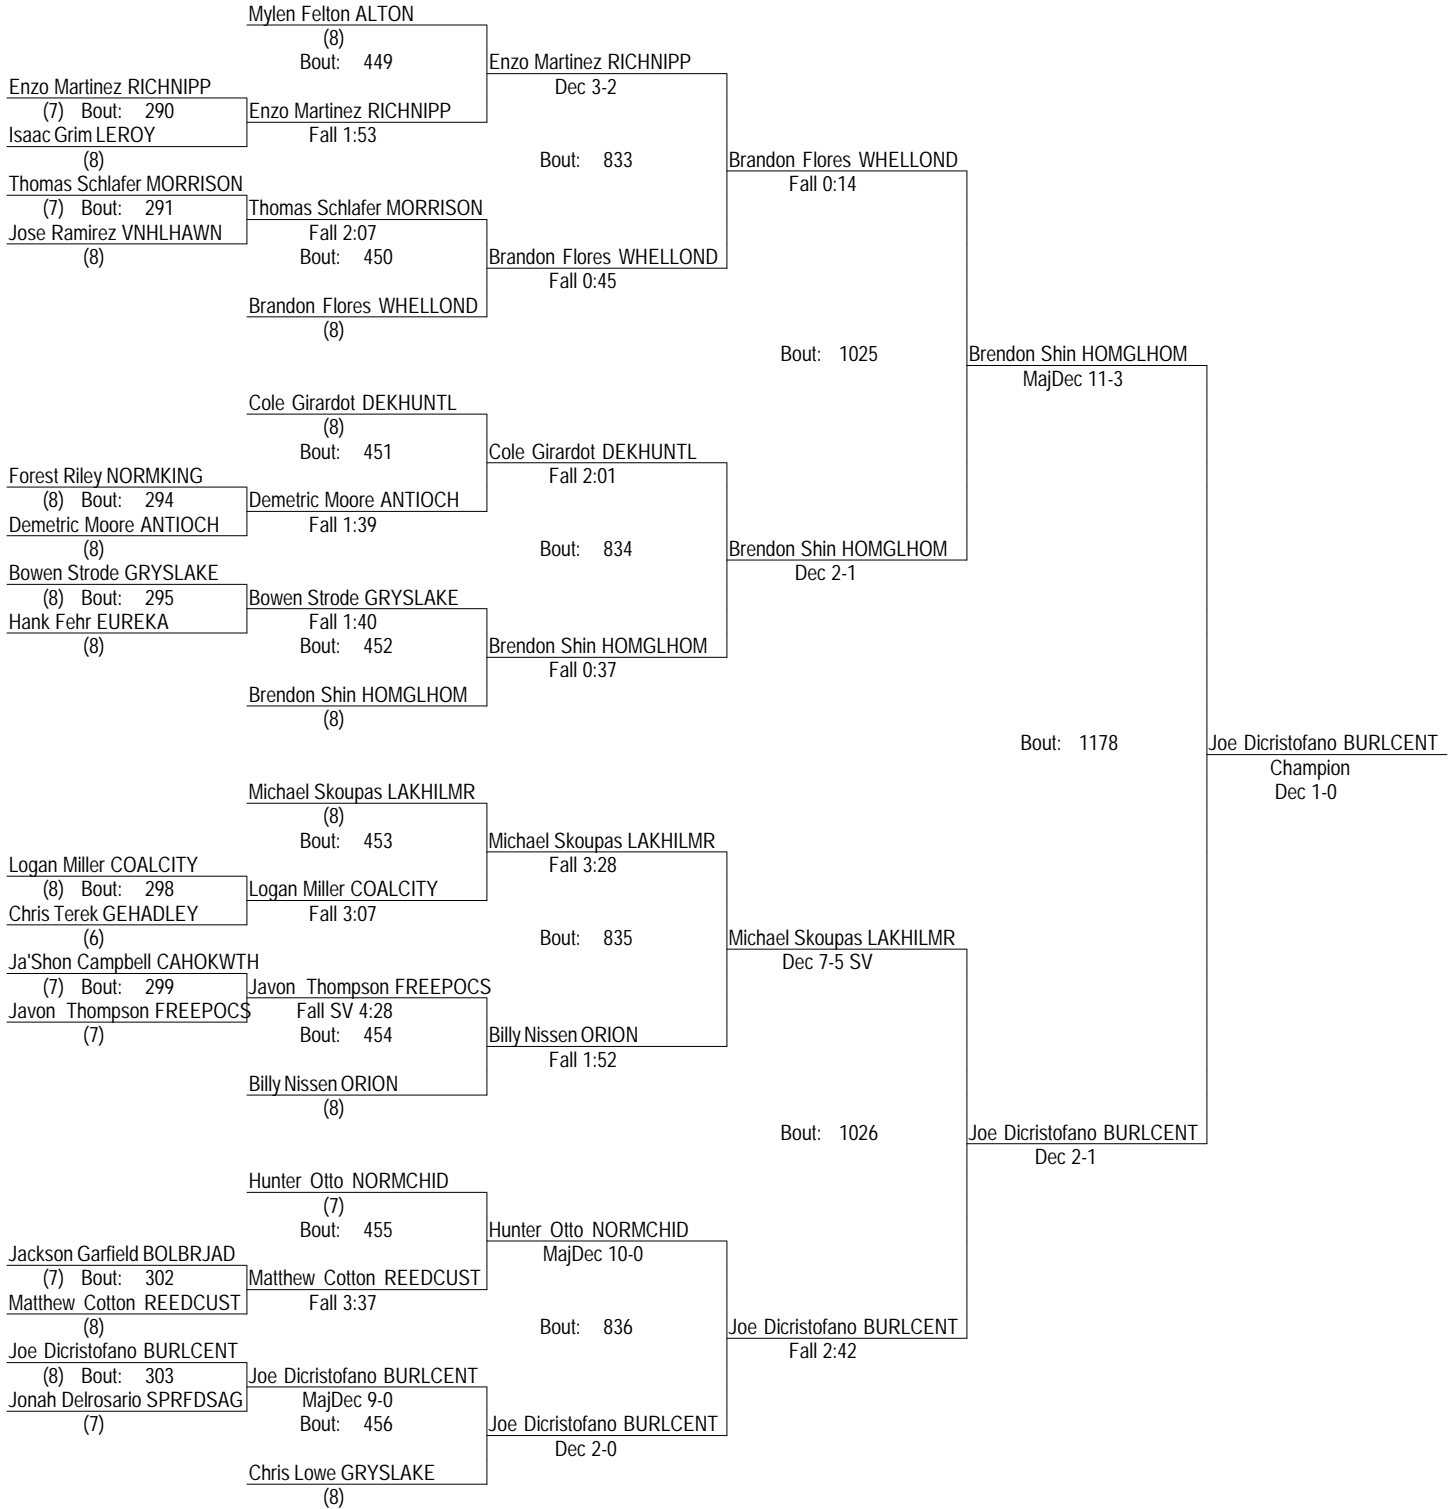 Mylen Felton ALTON
(8)
Bout: 449
Enzo Martinez RICHNIPP
Dec 3-2
Enzo Martinez RICHNIPP
(7) Bout: 290
Enzo Martinez RICHNIPP
Isaac Grim LEROY
Fall 1:53
(8)
Bout: 833
Brandon Flores WHELLOND
Thomas Schlafer MORRISON
Fall 0:14
(7) Bout: 291
Thomas Schlafer MORRISON
Jose Ramirez VNHLHAWN
Fall 2:07
(8)
Bout: 450
Brandon Flores WHELLOND
Fall 0:45
Brandon Flores WHELLOND
(8)
Bout: 1025
Brendon Shin HOMGLHOM
MajDec 11-3
Cole Girardot DEKHUNTL
(8)
Bout: 451
Cole Girardot DEKHUNTL
Fall 2:01
Forest Riley NORMKING
(8) Bout: 294
Demetric Moore ANTIOCH
Demetric Moore ANTIOCH
Fall 1:39
(8)
Bout: 834
Brendon Shin HOMGLHOM
Bowen Strode GRYSLAKE
Dec 2-1
(8) Bout: 295
Bowen Strode GRYSLAKE
Hank Fehr EUREKA
Fall 1:40
(8)
Bout: 452
Brendon Shin HOMGLHOM
Fall 0:37
Brendon Shin HOMGLHOM
(8)
Bout: 1178
Joe Dicristofano BURLCENT
Champion
Dec 1-0
Michael Skoupas LAKHILMR
(8)
Bout: 453
Michael Skoupas LAKHILMR
Fall 3:28
Logan Miller COALCITY
(8) Bout: 298
Logan Miller COALCITY
Chris Terek GEHADLEY
Fall 3:07
(6)
Bout: 835
Michael Skoupas LAKHILMR
Ja'Shon Campbell CAHOKWTH
Dec 7-5 SV
(7) Bout: 299
Javon Thompson FREEPOCS
Javon Thompson FREEPOCS
Fall SV 4:28
(7)
Bout: 454
Billy Nissen ORION
Fall 1:52
Billy Nissen ORION
(8)
Bout: 1026
Joe Dicristofano BURLCENT
Dec 2-1
Hunter Otto NORMCHID
(7)
Bout: 455
Hunter Otto NORMCHID
MajDec 10-0
Jackson Garfield BOLBRJAD
(7) Bout: 302
Matthew Cotton REEDCUST
Matthew Cotton REEDCUST
Fall 3:37
(8)
Bout: 836
Joe Dicristofano BURLCENT
Joe Dicristofano BURLCENT
Fall 2:42
(8) Bout: 303
Joe Dicristofano BURLCENT
Jonah Delrosario SPRFDSAG
MajDec 9-0
(7)
Bout: 456
Joe Dicristofano BURLCENT
Dec 2-0
Chris Lowe GRYSLAKE
(8)